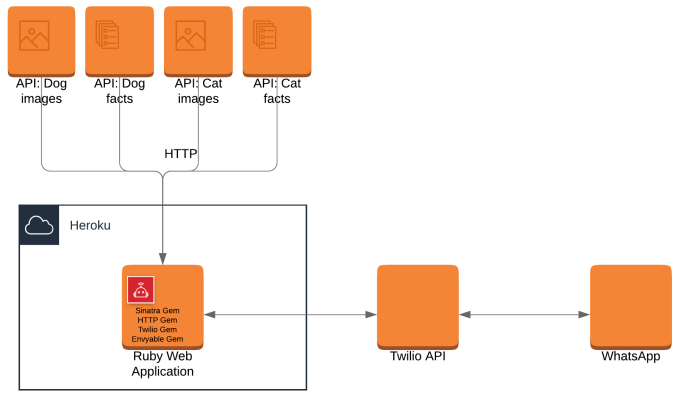 API: Dog
images
API: Dog
facts
API: Cat
images
API: Cat
facts
HTTP
Heroku
Sinatra Gem
HTTP Gem
Twilio Gem
Envyable Gem
Ruby Web
Application
Twilio API
WhatsApp